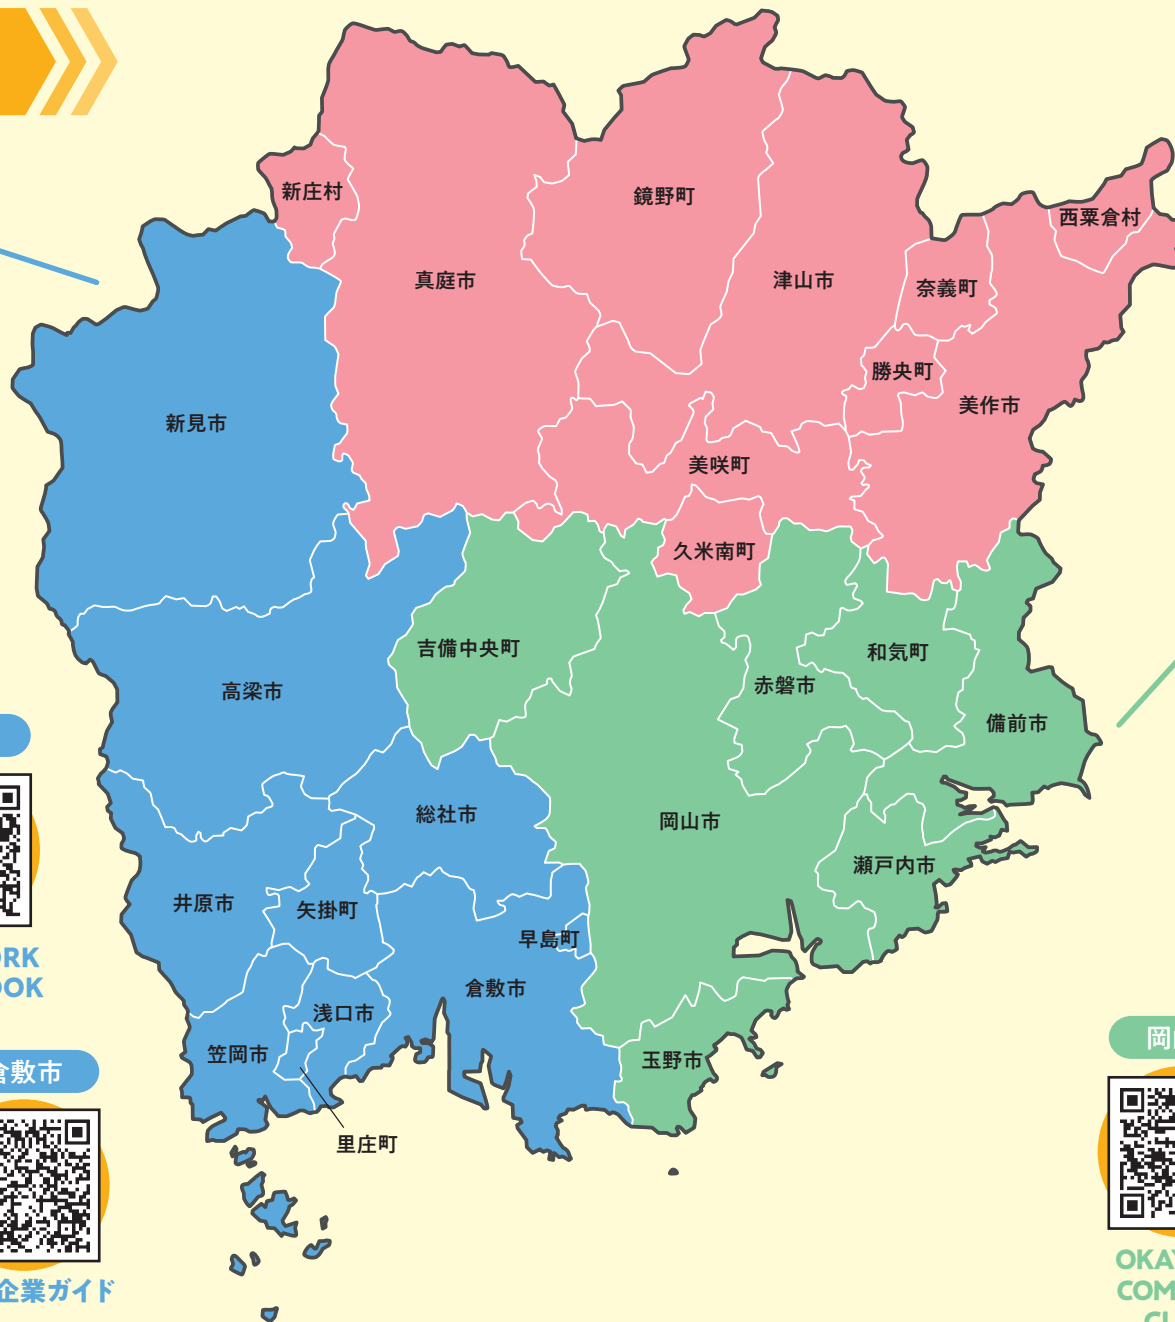 新庄村
鏡野町
西粟倉村
真庭市
津山市
奈義町
勝央町
美作市
新見市
美咲町
久米南町
吉備中央町
和気町
赤磐市
高梁市
備前市
総社市
岡山市
瀬戸内市
井原市
矢掛町
早島町
倉敷市
浅口市
笠岡市
玉野市
里庄町
RK
OOK
倉敷市
企業ガイド
岡
OKA
COM